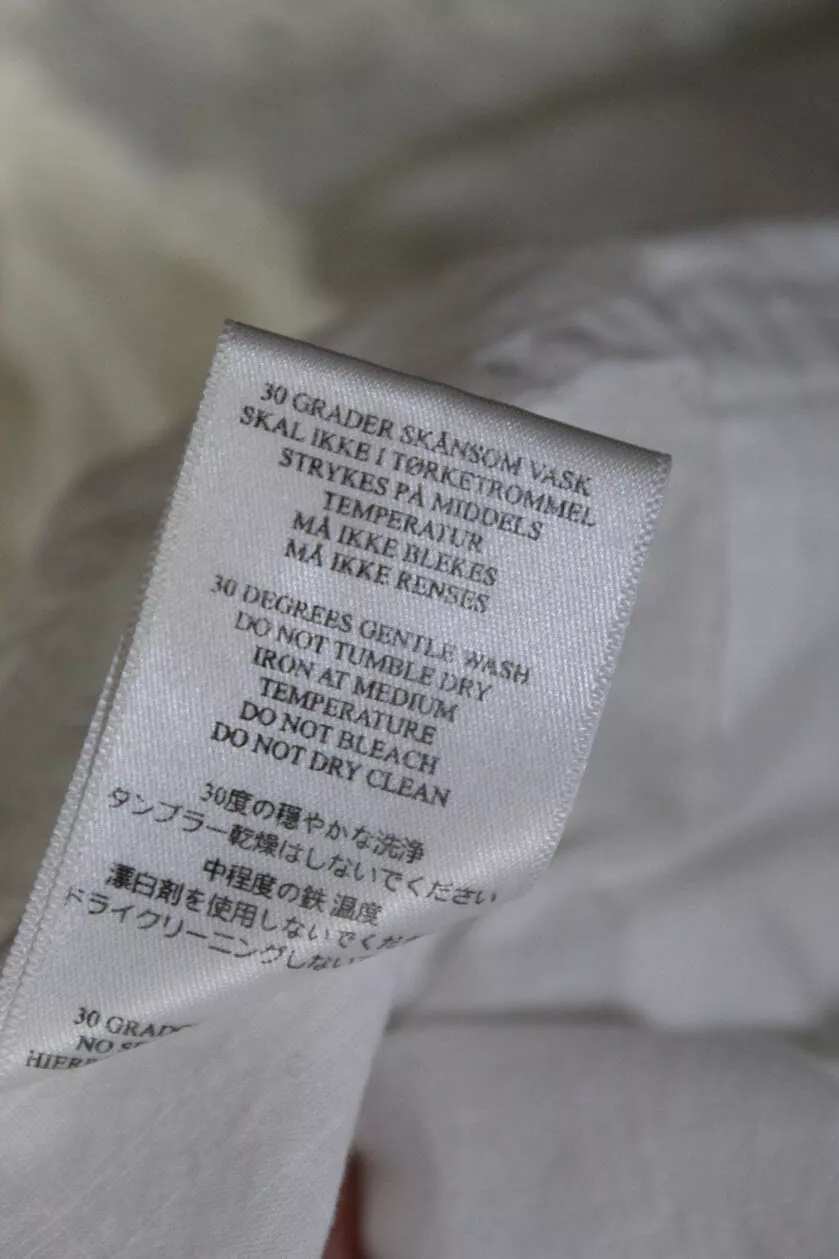 30 GRADER SKÅNSOM VASK
SKAL IKKE I TØRKETROMMEL
STRYKES PÅ MIDDELS
TEMPERATUR
MÅ IKKE BLEKES
MÅ IKKE RENSES
30 DEGREES GENTLE WASH
DO NOT TUMBLE DRY
IRON AT MEDIUM
TEMPERATURE
DO NOT BLEACH
DO NOT DRY CLEAN
30度の穏やかな洗浄
タンブラー乾燥はしないでください
中程度の鉄 温度
漂白剤を使用しないでくだ
ドライクリーニングしない
30
NO